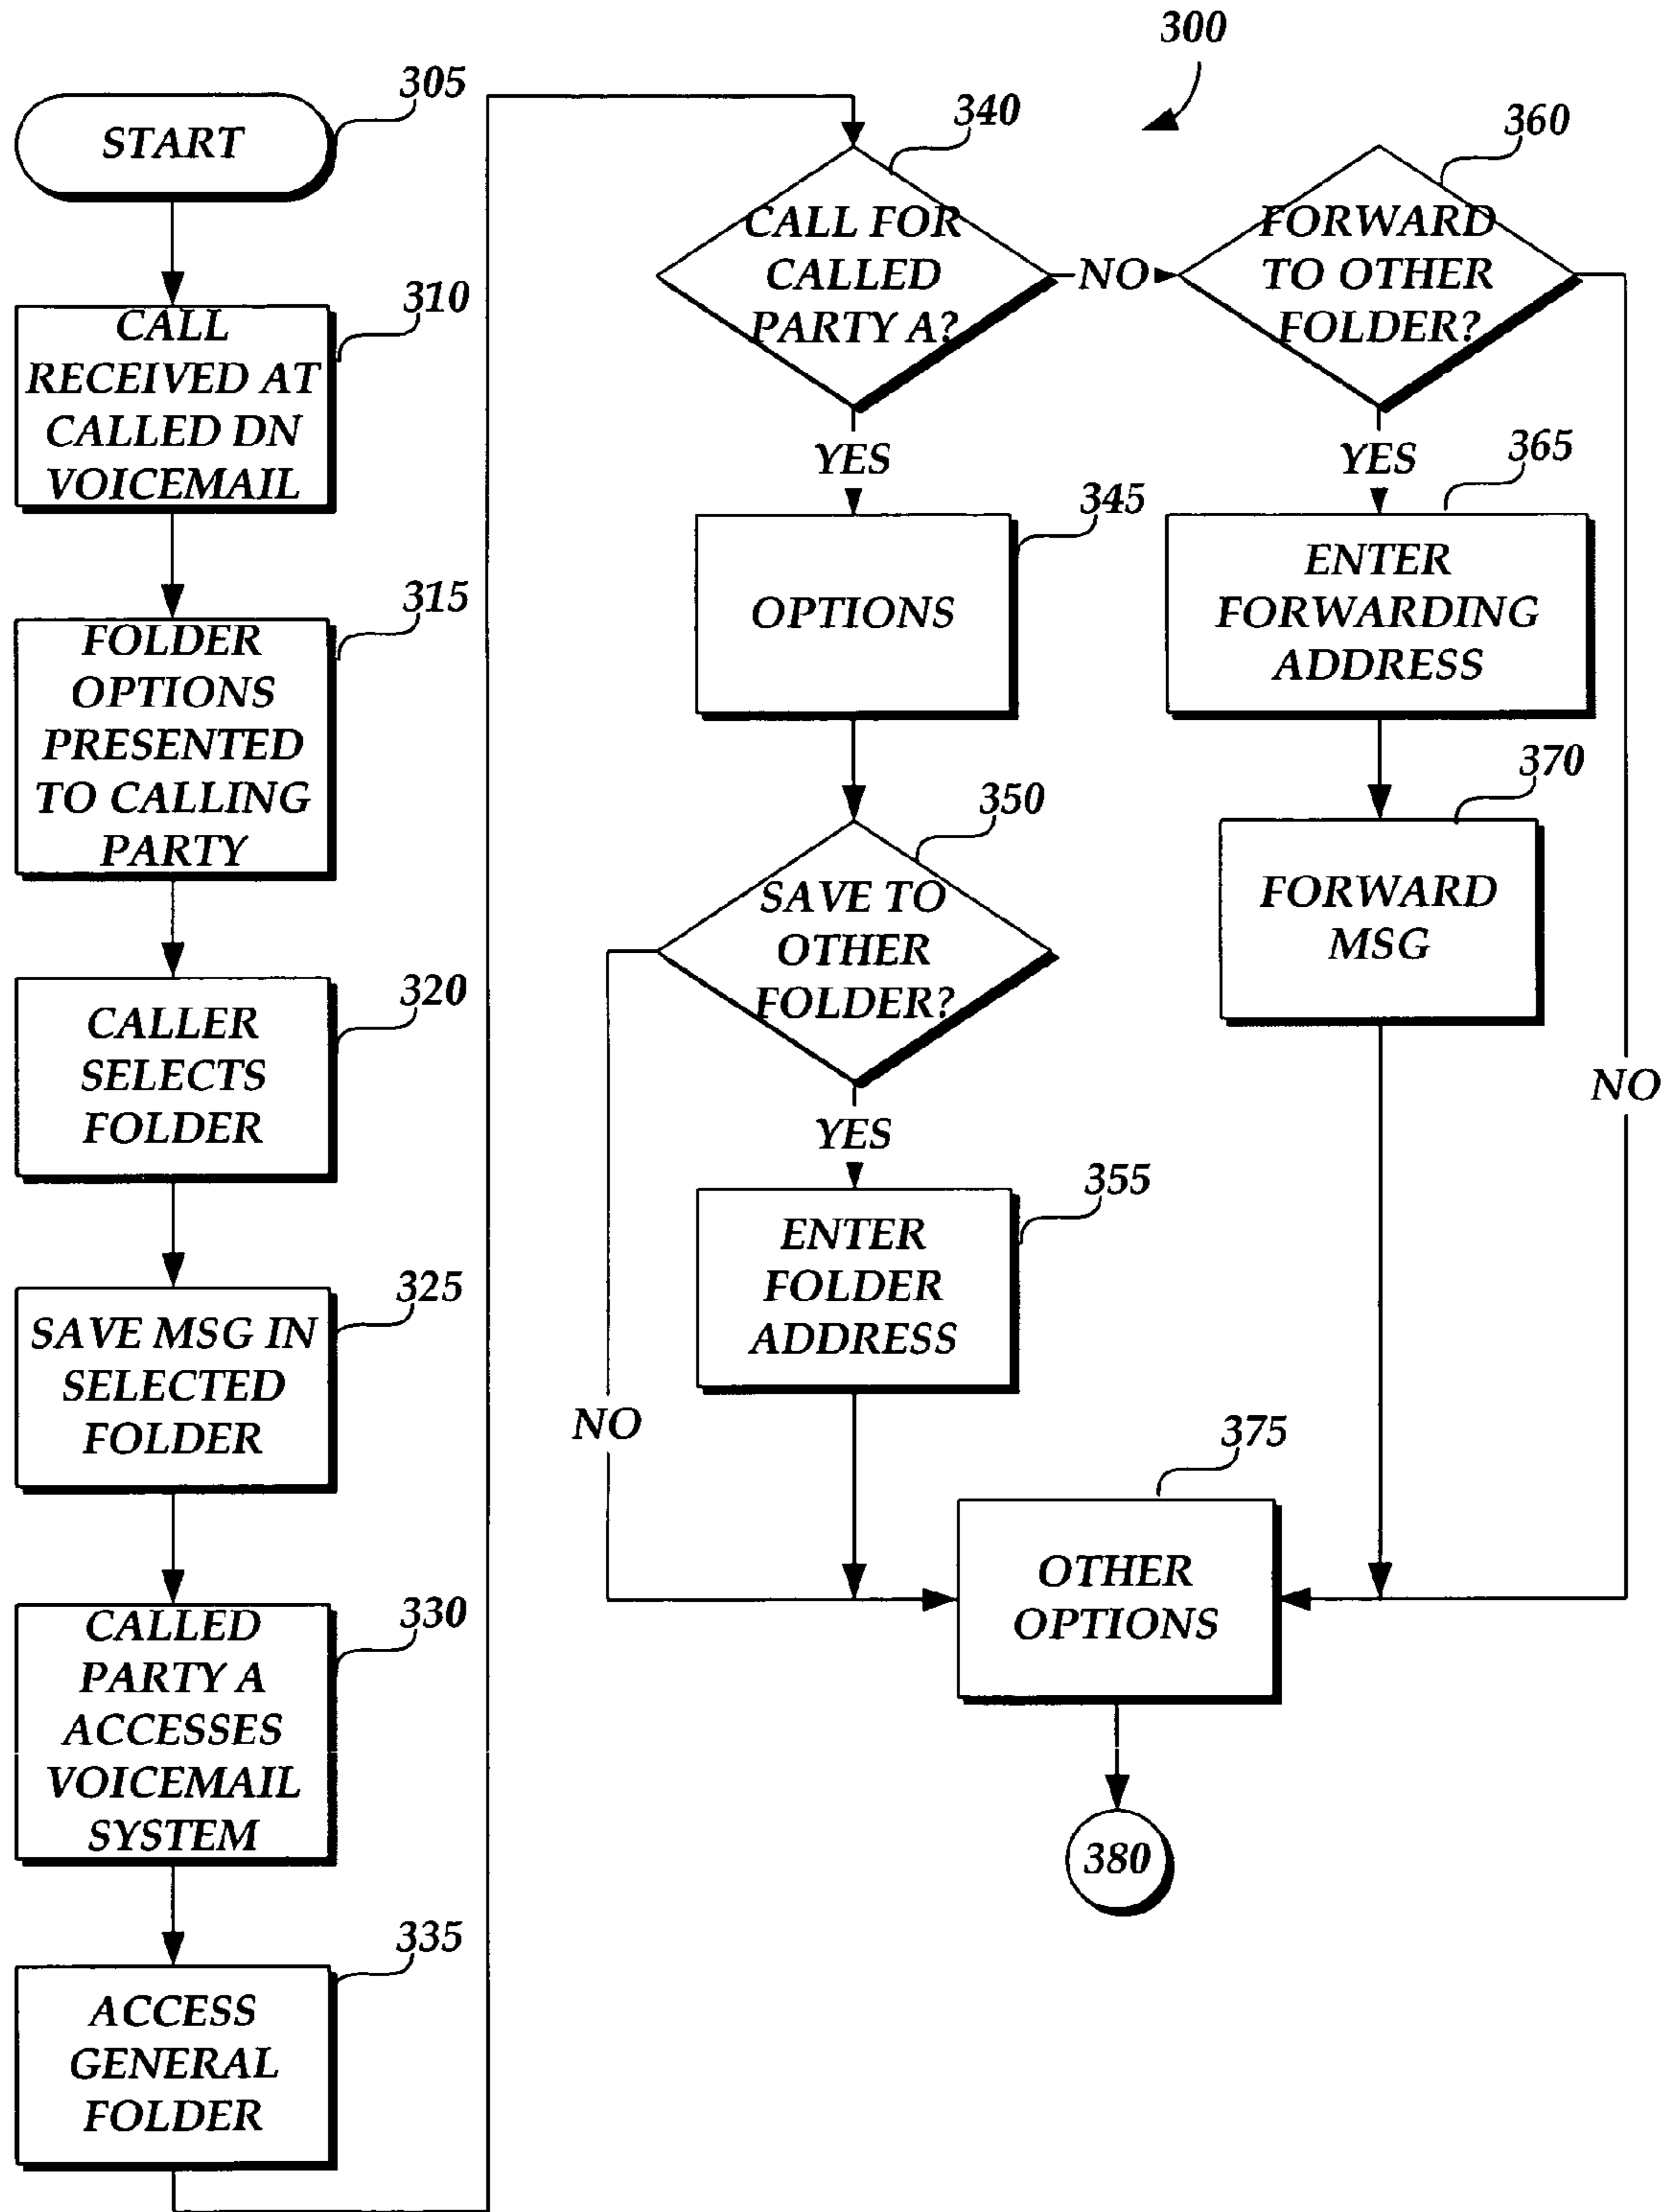 300
START
305
CALL
RECEIVED AT
CALLED DN
VOICEMAIL
310
FOLDER
OPTIONS
PRESENTED
TO CALLING
PARTY
315
CALLER
SELECTS
FOLDER
320
SAVE MSG IN
SELECTED
FOLDER
325
CALLED
PARTY A
ACCESSES
VOICEMAIL
SYSTEM
330
ACCESS
GENERAL
FOLDER
335
CALL FOR
CALLED
PARTY A?
340
NO
YES
OPTIONS
345
SAVE TO
OTHER
FOLDER?
350
NO
YES
ENTER
FOLDER
ADDRESS
355
FORWARD
TO OTHER
FOLDER?
360
NO
YES
ENTER
FORWARDING
ADDRESS
365
FORWARD
MSG
370
OTHER
OPTIONS
375
380